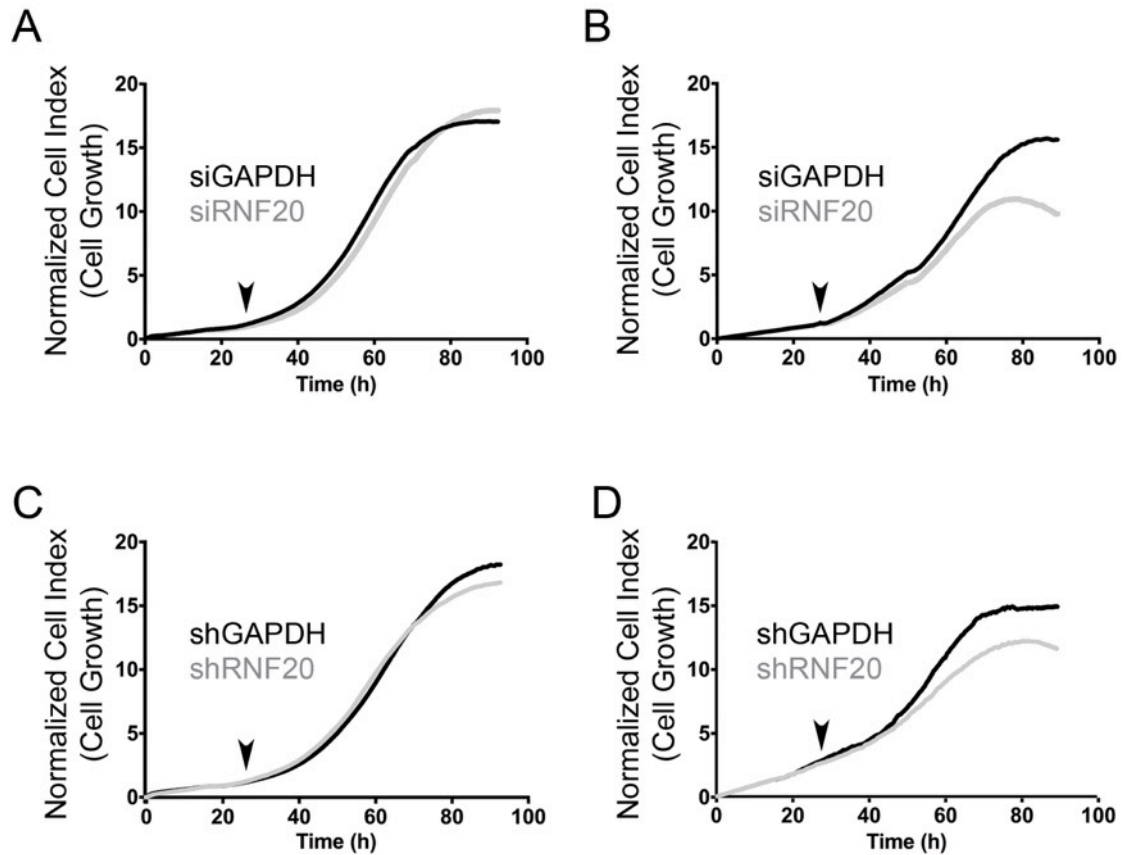 A
Normalized Cell Index
(Cell Growth)
20
15
10
5
0
siGAPDH
siRNF20
0 20 40 60 80 100
Time (h)
B
Normalized Cell Index
(Cell Growth)
20
15
10
5
0
siGAPDH
siRNF20
0 20 40 60 80 100
Time (h)
C
Normalized Cell Index
(Cell Growth)
20
15
10
5
0
shGAPDH
shRNF20
0 20 40 60 80 100
Time (h)
D
Normalized Cell Index
(Cell Growth)
20
15
10
5
0
shGAPDH
shRNF20
0 20 40 60 80 100
Time (h)